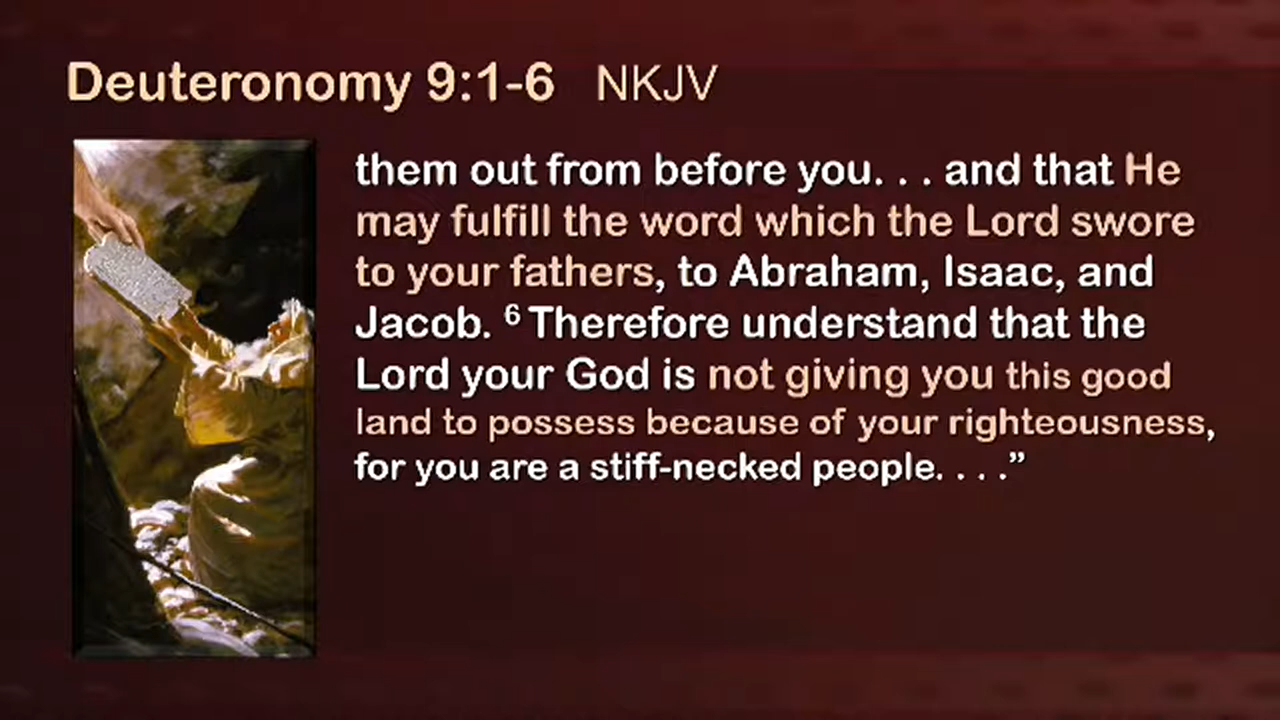 Deuteronomy 9:1-6 NKJV
them out from before you. . . and that He
may fulfill the word which the Lord swore
to your fathers, to Abraham, Isaac, and
Jacob. 6 Therefore understand that the
Lord your God is not giving you this good
land to possess because of your righteousness,
for you are a stiff-necked people. . . .”